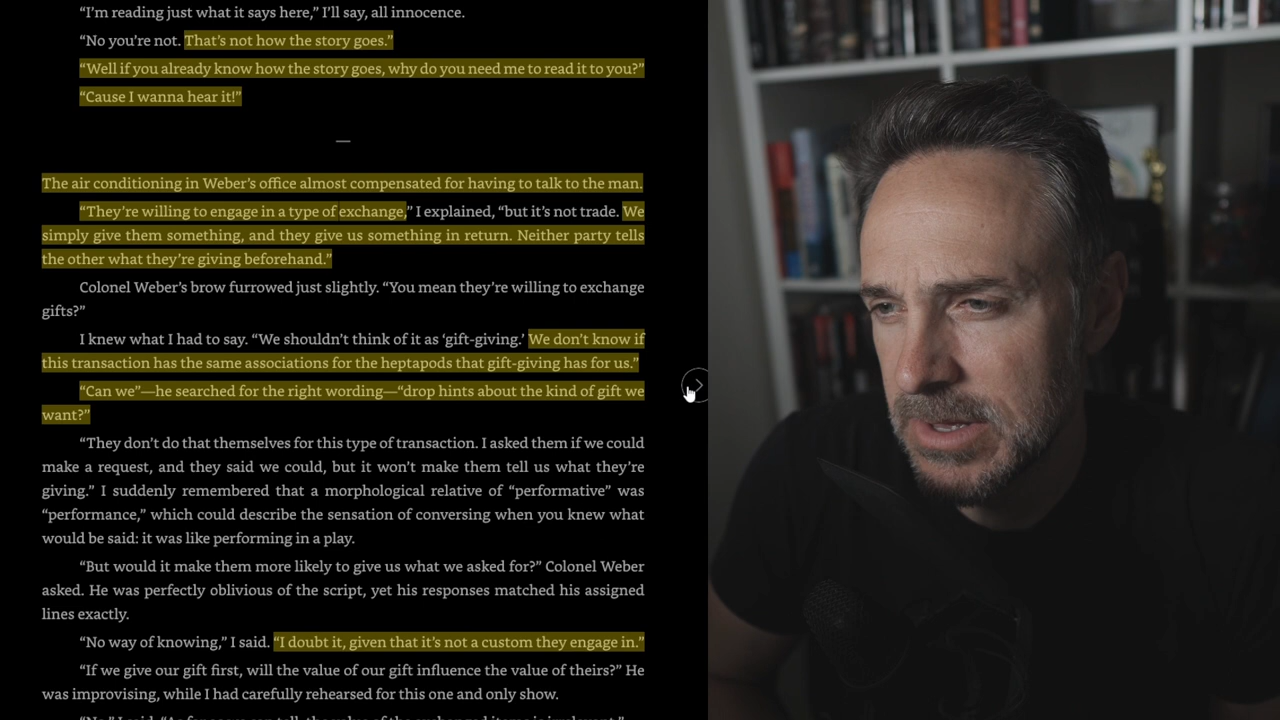 “I’m reading just what it says here,” I’ll say, all innocence.
“No you’re not. That’s not how the story goes.”
“Well if you already know how the story goes, why do you need me to read it to you?”
“Cause I wanna hear it!”
—
The air conditioning in Weber’s office almost compensated for having to talk to the man.
“They’re willing to engage in a type of exchange,” I explained, “but it’s not trade. We
simply give them something, and they give us something in return. Neither party tells
the other what they’re giving beforehand.”
Colonel Weber’s brow furrowed just slightly. “You mean they’re willing to exchange
gifts?”
I knew what I had to say. “We shouldn’t think of it as ‘gift-giving.’ We don’t know if
this transaction has the same associations for the heptapods that gift-giving has for us.”
“Can we”—he searched for the right wording—“drop hints about the kind of gift we
want?”
“They don’t do that themselves for this type of transaction. I asked them if we could
make a request, and they said we could, but it won’t make them tell us what they’re
giving.” I suddenly remembered that a morphological relative of “performative” was
“performance,” which could describe the sensation of conversing when you knew what
would be said: it was like performing in a play.
“But would it make them more likely to give us what we asked for?” Colonel Weber
asked. He was perfectly oblivious of the script, yet his responses matched his assigned
lines exactly.
“No way of knowing,” I said. “I doubt it, given that it’s not a custom they engage in.”
“If we give our gift first, will the value of our gift influence the value of theirs?” He
was improvising, while I had carefully rehearsed for this one and only show.